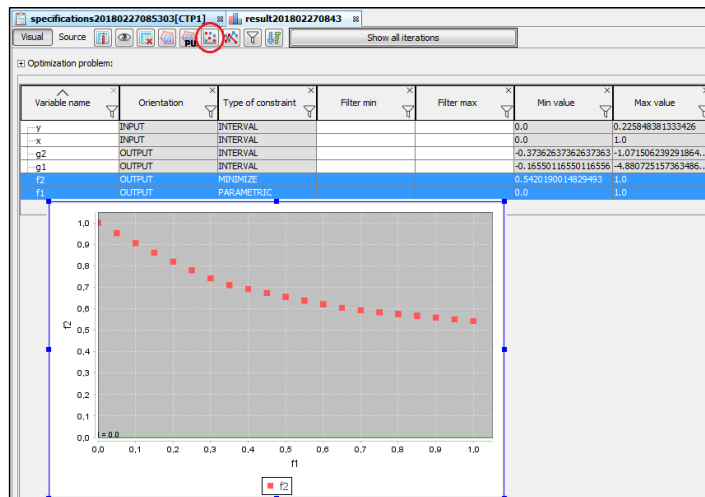 specifications20180227085303[CTP1] result201802270843
Visual Source PU Show all iterations
Optimization problem:
Variable name Orientation Type of constraint Filter min Filter max Min value Max value
y INPUT INTERVAL 0.0 0.225848381333426
x INPUT INTERVAL 0.0 1.0
g2 OUTPUT INTERVAL -0.37362637362637363 -1.071506239291864...
g1 OUTPUT INTERVAL -0.16550116550116556 -4.880725157363486...
f2 OUTPUT MINIMIZE 0.5420190014829493 1.0
f1 OUTPUT PARAMETRIC 0.0 1.0
1,0
0,9
0,8
0,7
0,6
0,5
0,4
0,3
0,2
0,1
0,0
f2
= 0.0
0,0 0,1 0,2 0,3 0,4 0,5 0,6 0,7 0,8 0,9 1,0
f1
f2